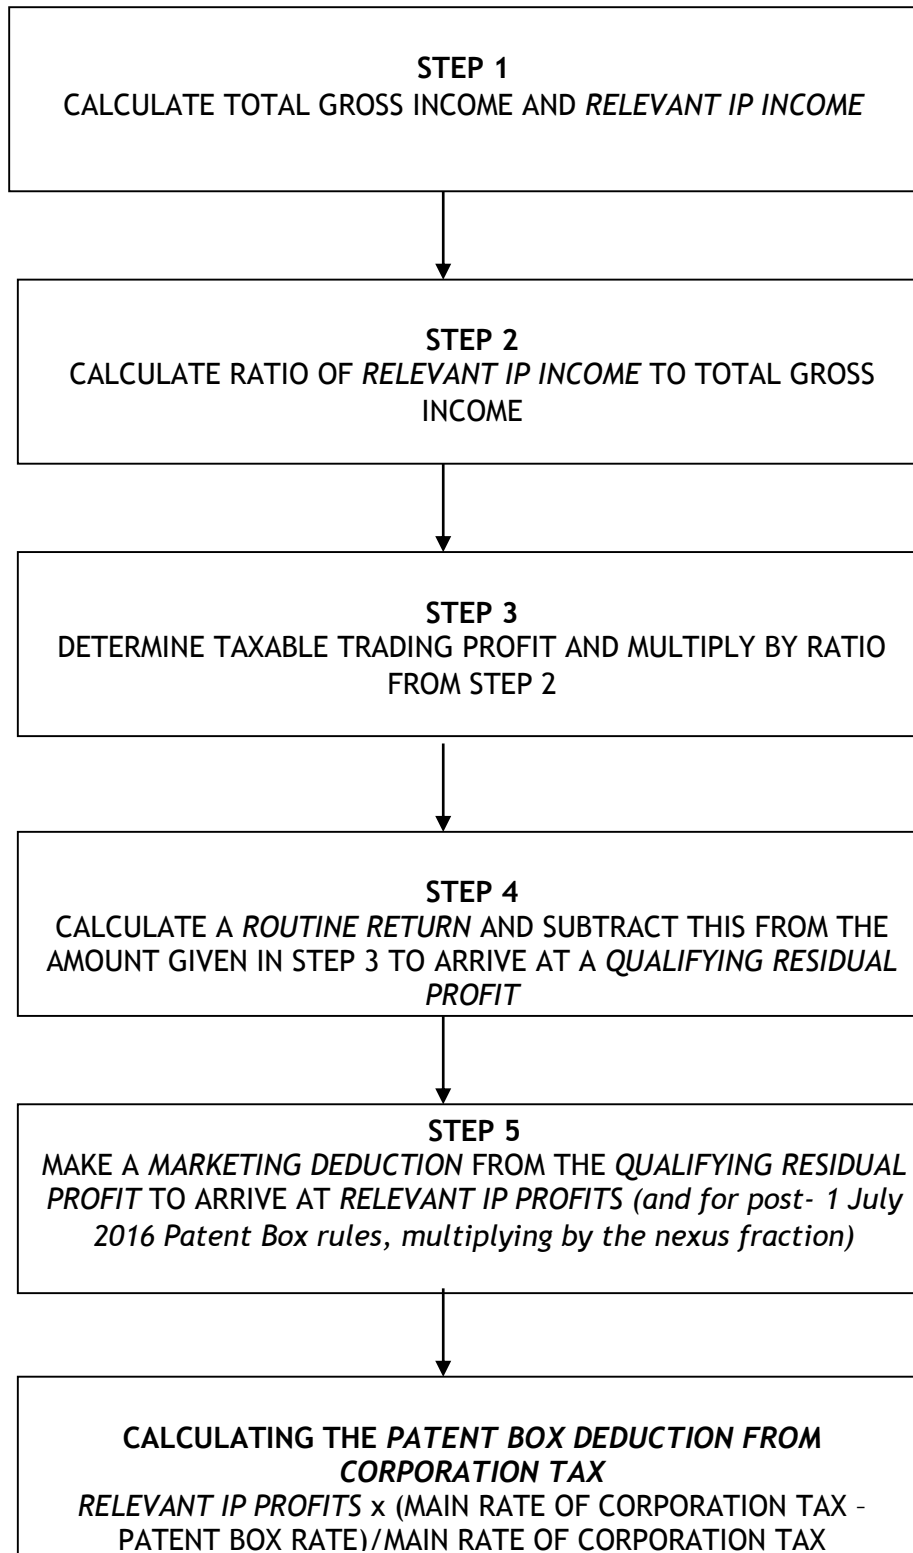 STEP 1
CALCULATE TOTAL GROSS INCOME AND RELEVANT IP INCOME
STEP 2
CALCULATE RATIO OF RELEVANT IP INCOME TO TOTAL GROSS
INCOME
STEP 3
DETERMINE TAXABLE TRADING PROFIT AND MULTIPLY BY RATIO
FROM STEP 2
STEP 4
CALCULATE A ROUTINE RETURN AND SUBTRACT THIS FROM THE
AMOUNT GIVEN IN STEP 3 TO ARRIVE AT A QUALIFYING RESIDUAL
PROFIT
STEP 5
MAKE A MARKETING DEDUCTION FROM THE QUALIFYING RESIDUAL
PROFIT TO ARRIVE AT RELEVANT IP PROFITS (and for post- 1 July
2016 Patent Box rules, multiplying by the nexus fraction)
CALCULATING THE PATENT BOX DEDUCTION FROM
CORPORATION TAX
RELEVANT IP PROFITS x (MAIN RATE OF CORPORATION TAX –
PATENT BOX RATE)/MAIN RATE OF CORPORATION TAX